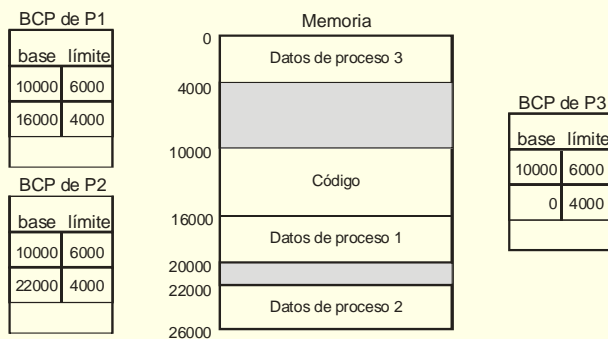 BCP de P1
base límite
10000 6000
16000 4000
BCP de P2
base límite
10000 6000
22000 4000
Memoria
0
Datos de proceso 3
4000
10000
Código
16000
Datos de proceso 1
20000
22000
Datos de proceso 2
26000
BCP de P3
base límite
10000 6000
0 4000